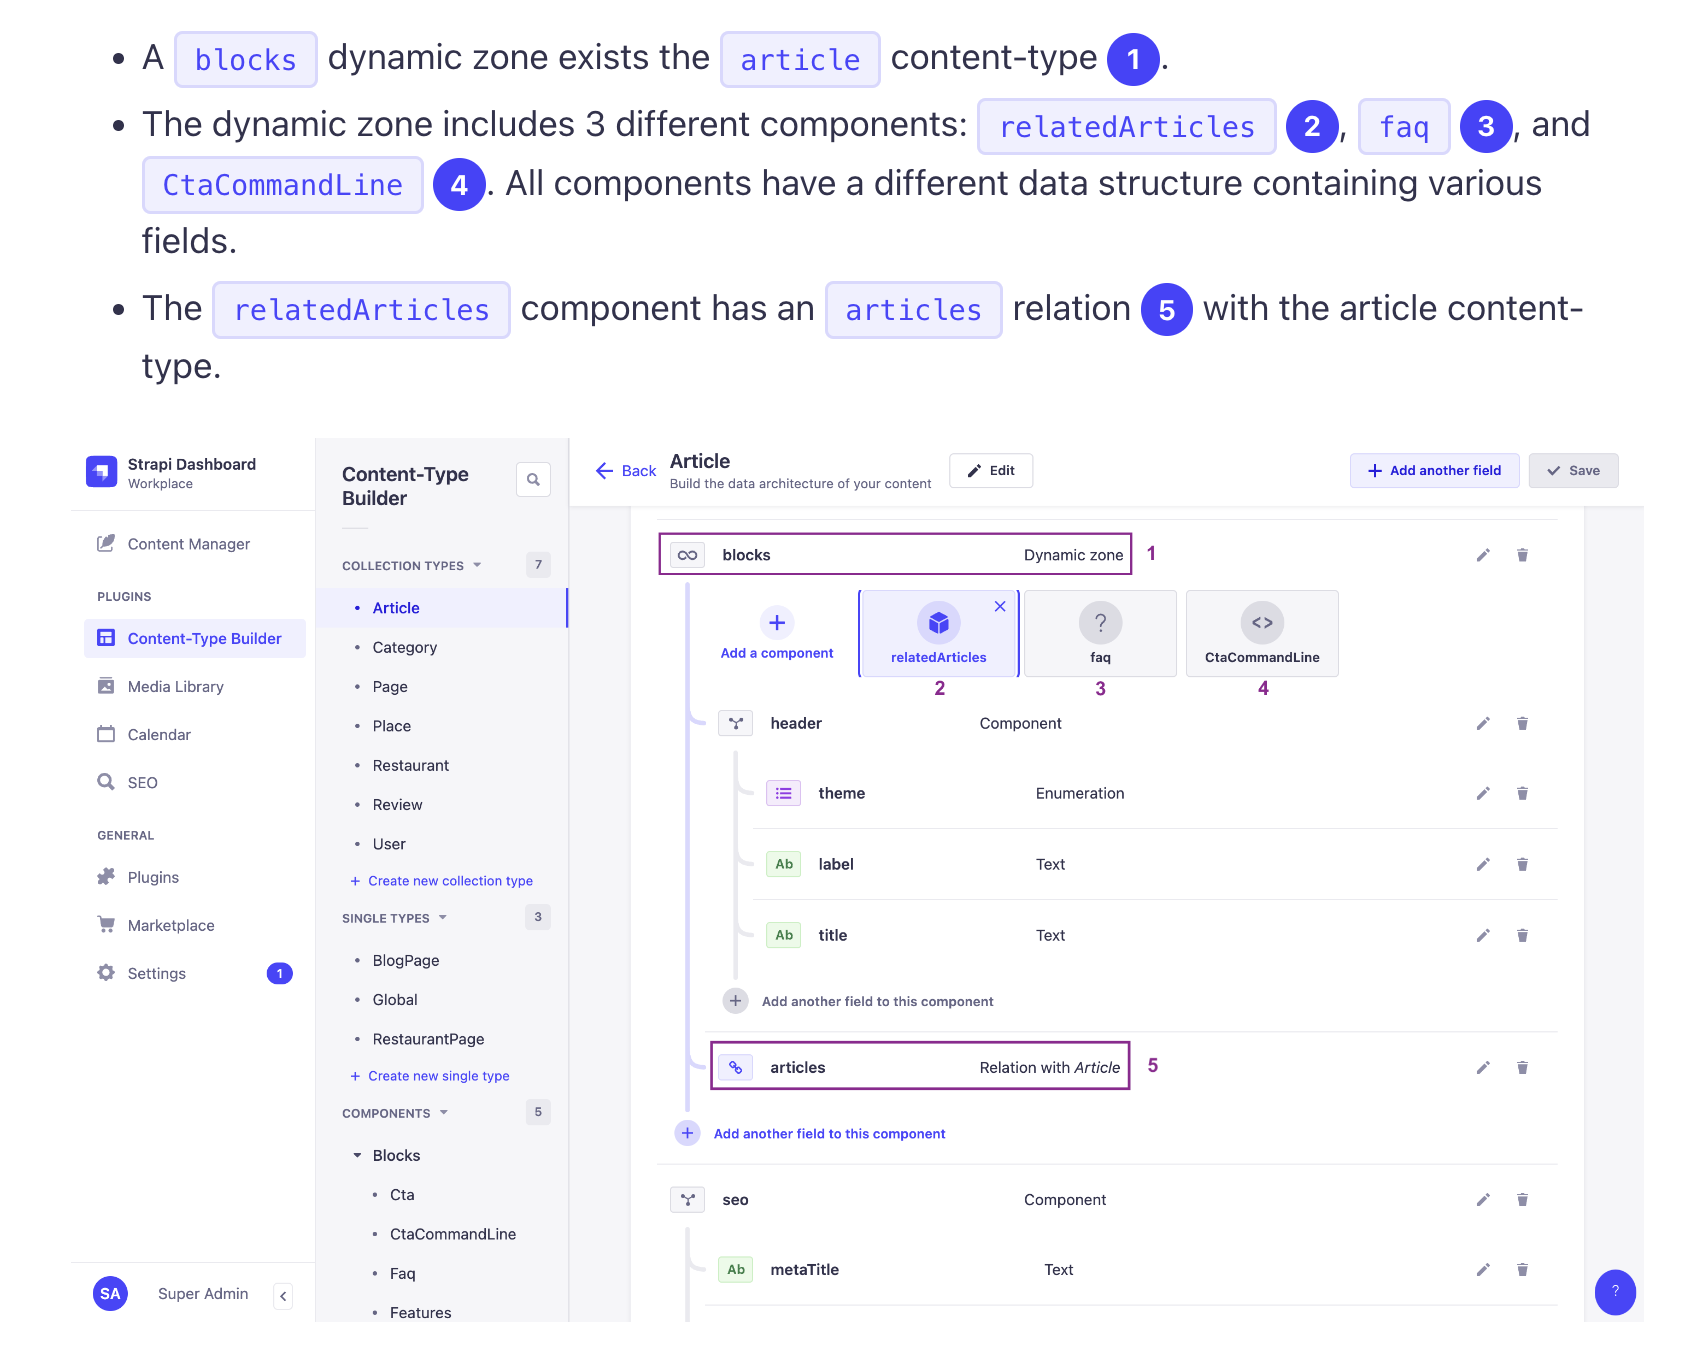 • A blocks dynamic zone exists the article content-type 1.
• The dynamic zone includes 3 different components: relatedArticles 2, faq 3, and
CtaCommandLine 4. All components have a different data structure containing various
fields.
• The relatedArticles component has an articles relation 5 with the article content-
type.
Strapi Dashboard
Workplace
Content Manager
PLUGINS
Content-Type Builder
Media Library
Calendar
SEO
GENERAL
Plugins
Marketplace
Settings 1
SA Super Admin
Content-Type
Builder
COLLECTION TYPES 7
• Article
• Category
• Page
• Place
• Restaurant
• Review
• User
+ Create new collection type
SINGLE TYPES 3
• BlogPage
• Global
• RestaurantPage
+ Create new single type
COMPONENTS 5
Blocks
• Cta
• CtaCommandLine
• Faq
• Features
Back Article Edit
Build the data architecture of your content
+ Add another field Save
blocks Dynamic zone 1
Add a component relatedArticles ? faq <> CtaCommandLine
2 3 4
header Component
theme Enumeration
Ab label Text
Ab title Text
+ Add another field to this component
articles Relation with Article 5
+ Add another field to this component
seo Component
Ab metaTitle Text
?